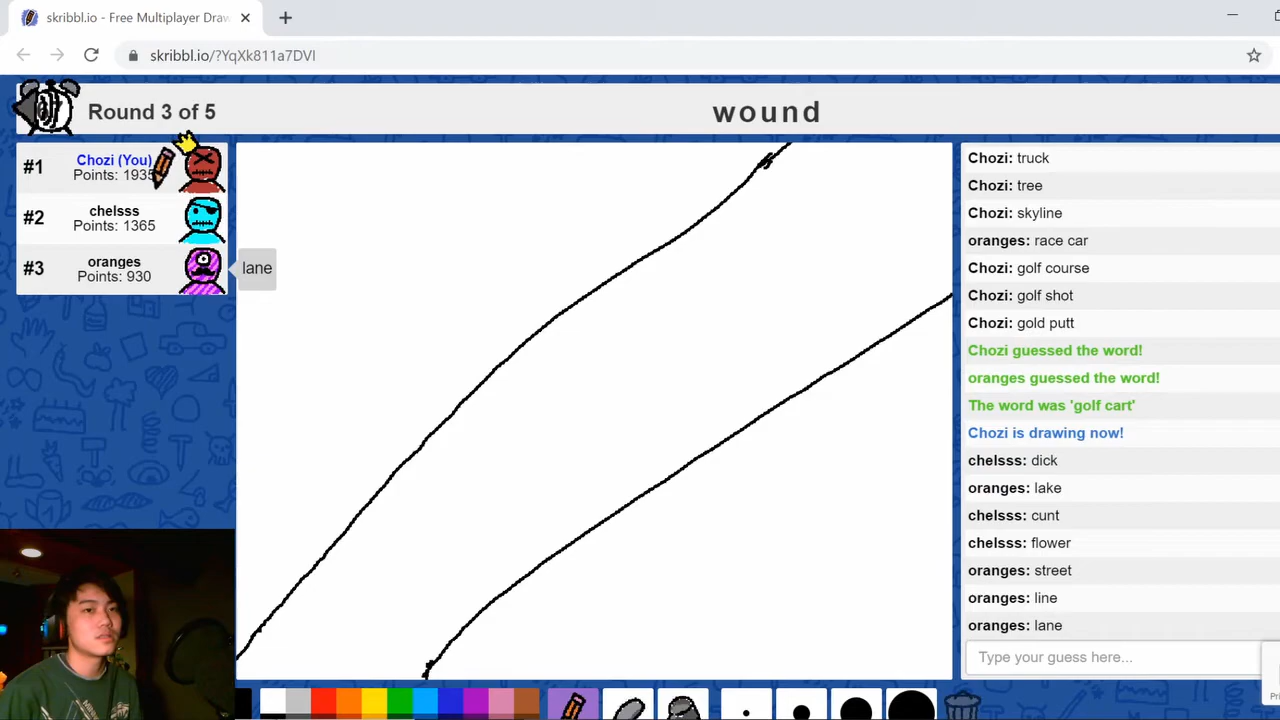 skribbl.io - Free Multiplayer Draw
skribbl.io/?YqXk811a7DVI
Round 3 of 5
wound
#1
Chozi (You)
Points: 1935
#2
chelsss
Points: 1365
#3
oranges
Points: 930
lane
Chozi: truck
Chozi: tree
Chozi: skyline
oranges: race car
Chozi: golf course
Chozi: golf shot
Chozi: gold putt
Chozi guessed the word!
oranges guessed the word!
The word was 'golf cart'
Chozi is drawing now!
chelsss: dick
oranges: lake
chelsss: cunt
chelsss: flower
oranges: street
oranges: line
oranges: lane
Type your guess here...